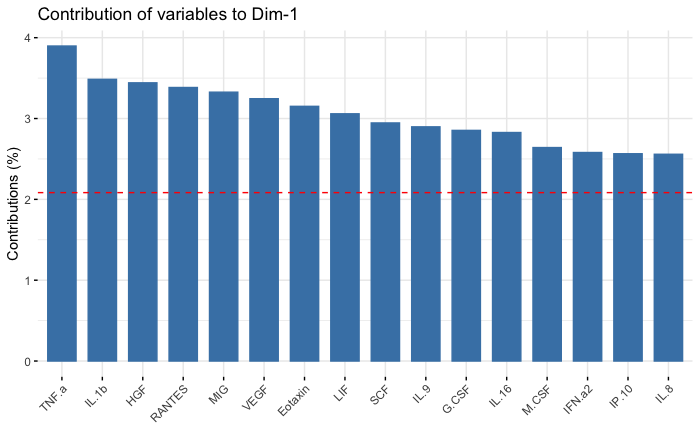 Contribution of variables to Dim-1
Contributions (%)
4
3
2
1
0
TNF.a
IL.1b
HGF
RANTES
MIG
VEGF
Eotaxin
LIF
SCF
IL.9
G.CSF
IL.16
M.CSF
IFN.a2
IP.10
IL.8